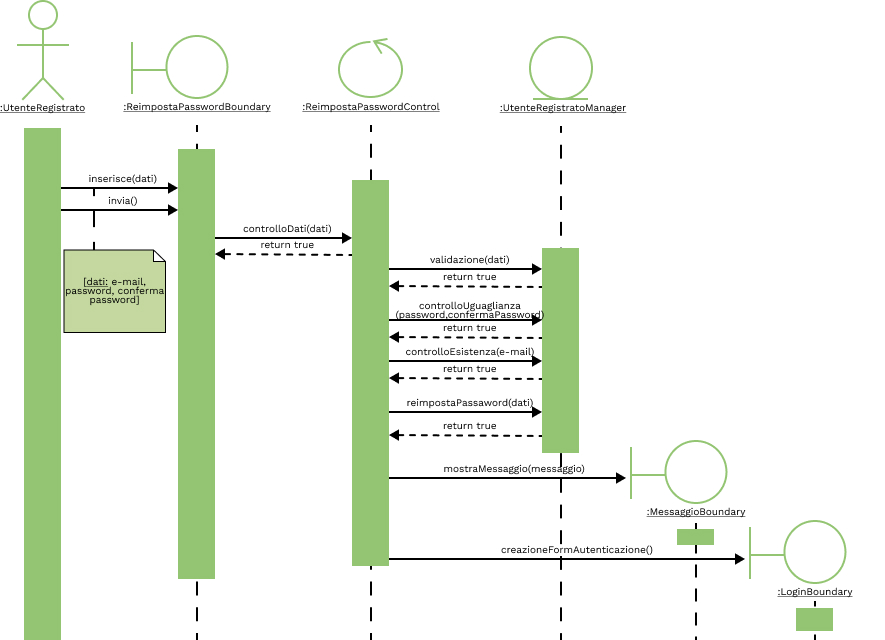 :UtenteRegistrato
:ReimpostaPasswordBoundary
:ReimpostaPasswordControl
:UtenteRegistratoManager
inserisce(dati)
invia()
controlloDati(dati)
return true
[dati: e-mail,
password, conferma
password]
validazione(dati)
return true
controlloUguaglianza
(password,confermaPassword)
return true
controlloEsistenza(e-mail)
return true
reimpostaPassaword(dati)
return true
mostraMessaggio(messaggio)
:MessaggioBoundary
creazioneFormAutenticazione()
:LoginBoundary